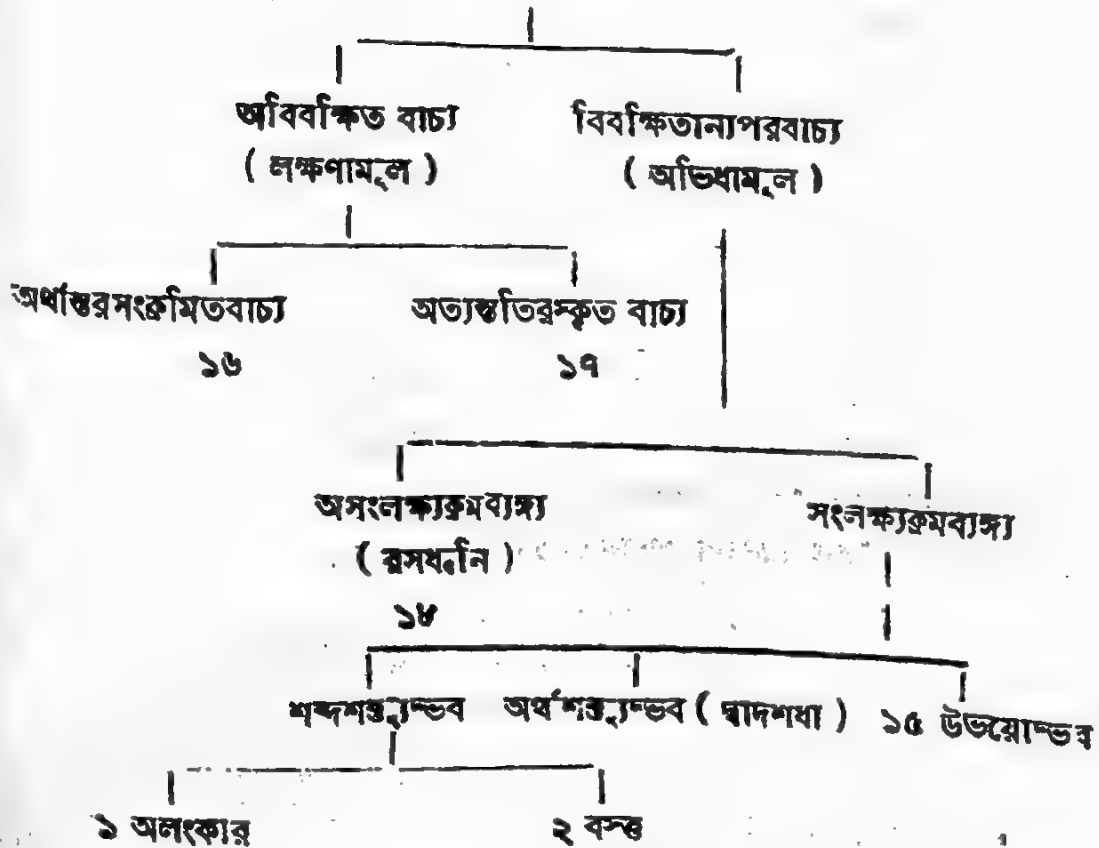 অবিবক্ষিত বাচ্য বিবক্ষিতান্যপরবাচ্য
( লক্ষণামূল ) ( অভিধামূল )
অর্থান্তরসংক্রমিতবাচ্য অত্যন্ততিরস্কৃত বাচ্য
১৬ ১৭
অসংলক্ষ্যক্রমব্যঙ্গ্য সংলক্ষ্যক্রমব্যঙ্গ্য
( রসধ্বনি )
১৮
শব্দশক্ত্যুদ্ভব অর্থশক্ত্যুদ্ভব ( দ্বাদশধা ) ১৫ উভয়োদ্ভব
১ অলংকার ২ বস্তু